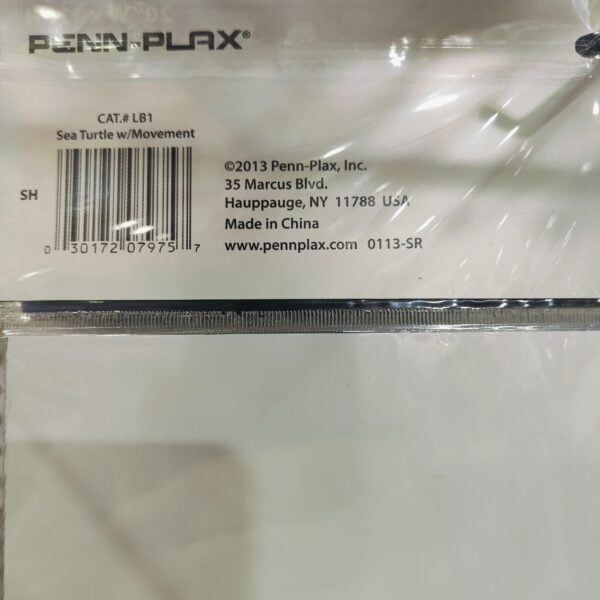 PENN-PLAX®
CAT.# LB1
Sea Turtle w/Movement
SH
0 30172 07975 7
©2013 Penn-Plax, Inc.
35 Marcus Blvd.
Hauppauge, NY 11788 USA
Made in China
www.pennplax.com 0113-SR